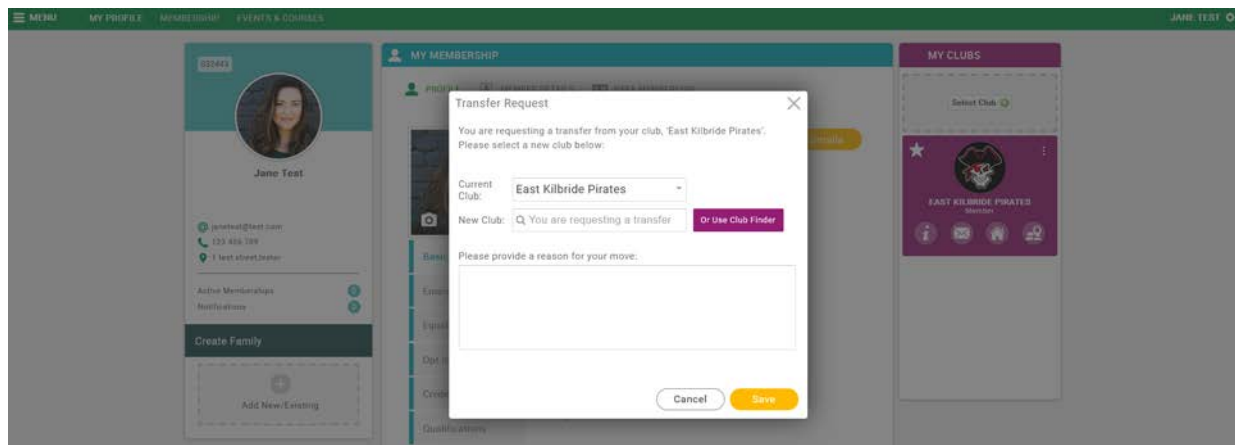 MENU
MY PROFILE
MEMBERSHIP
EVENTS & COURSES
JANE TEST
Jane Test
janetest@test.com
1 test street,tester
Active Memberships
Notifications
Create Family
Add New/Existing
MY MEMBERSHIP
Transfer Request
You are requesting a transfer from your club, 'East Kilbride Pirates'.
Please select a new club below:
Current
Club:
East Kilbride Pirates
New Club:
You are requesting a transfer
Or Use Club Finder
Please provide a reason for your move:
Cancel
Save
Qualifications
MY CLUBS
Select Club
EAST KILBRIDE PIRATES
Member